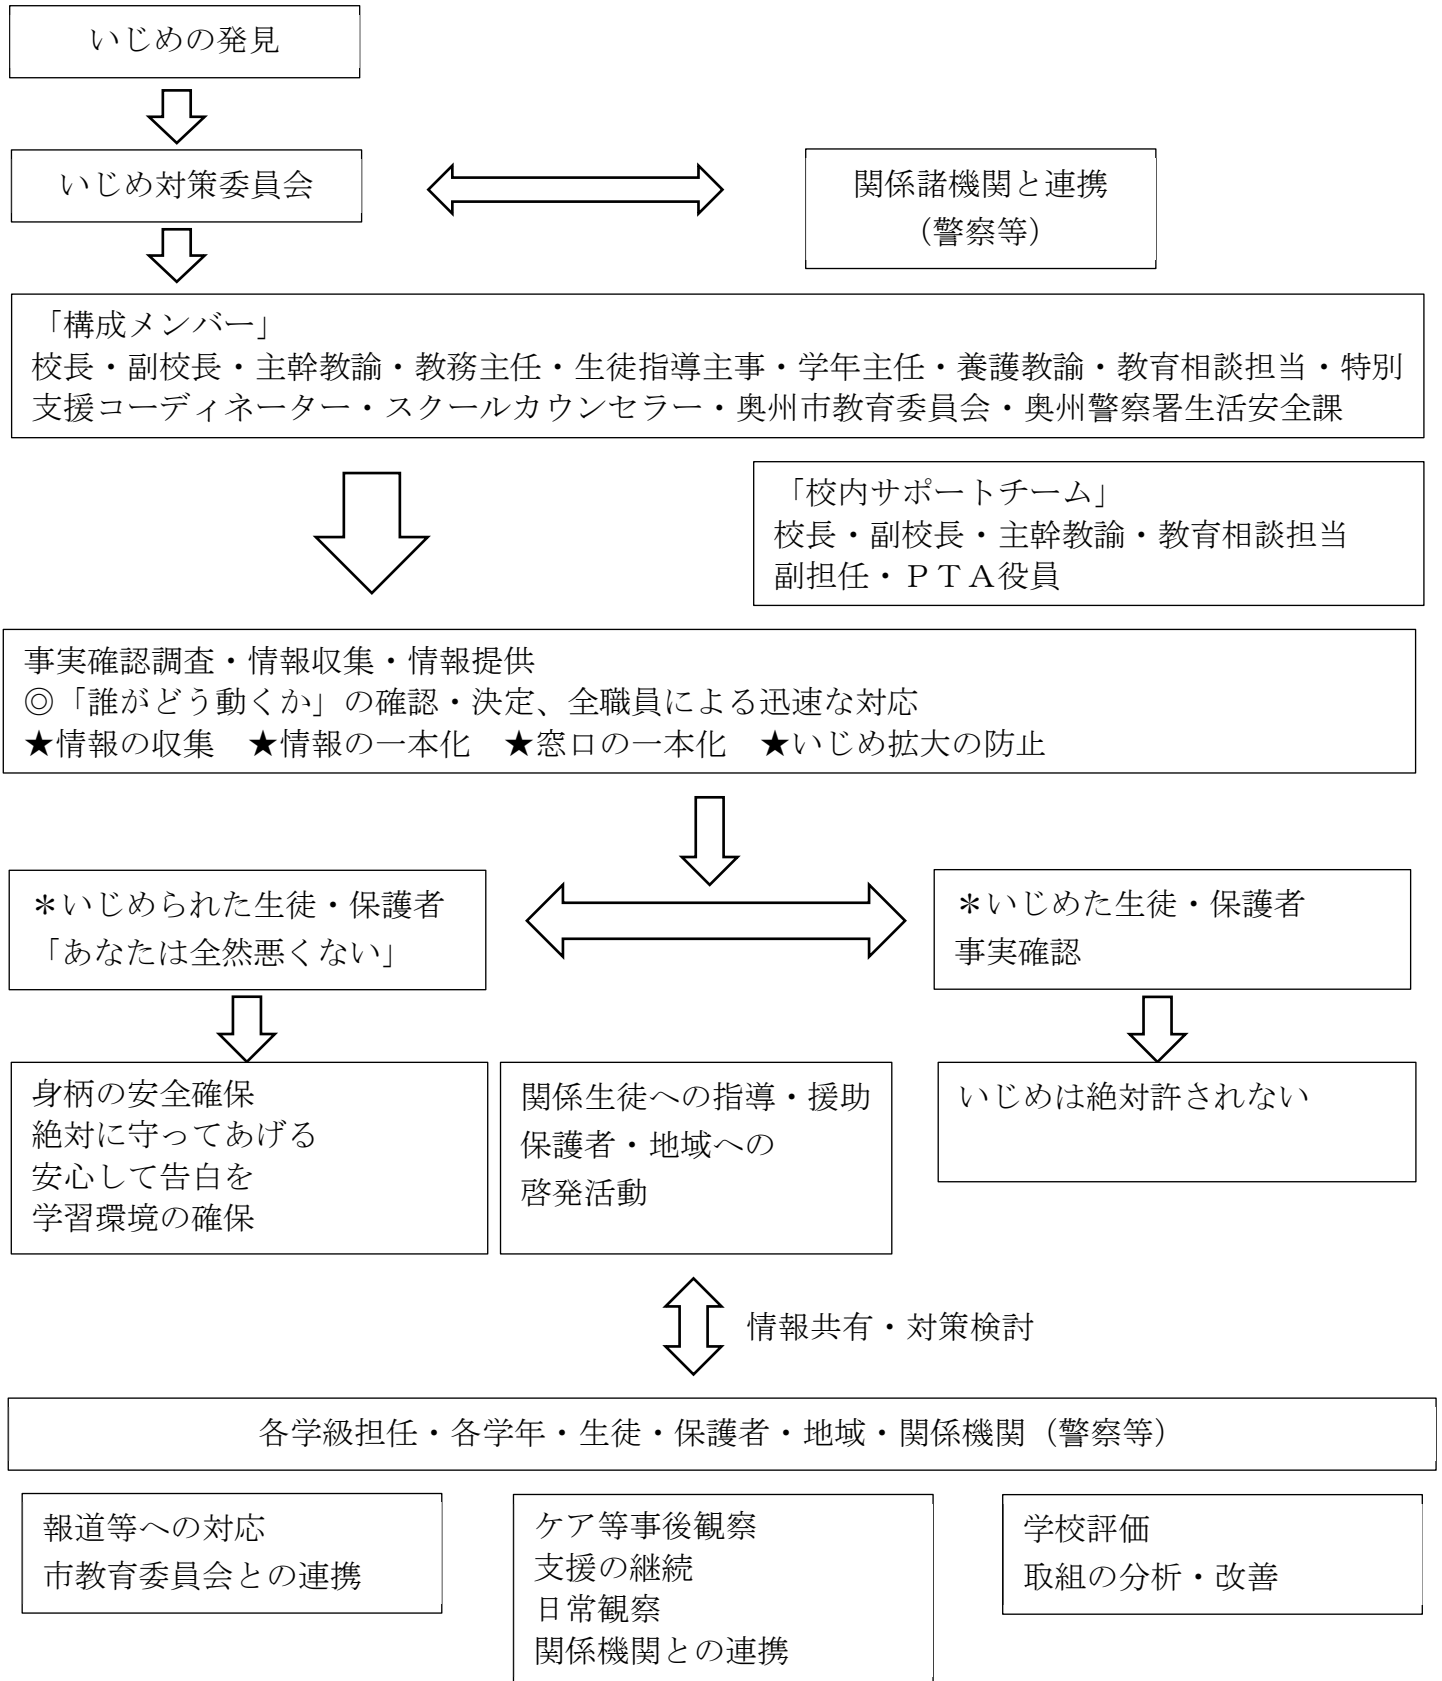 いじめの発見
いじめ対策委員会
関係諸機関と連携
（警察等）
「構成メンバー」
校長・副校長・主幹教諭・教務主任・生徒指導主事・学年主任・養護教諭・教育相談担当・特別
支援コーディネーター・スクールカウンセラー・奥州市教育委員会・奥州警察署生活安全課
「校内サポートチーム」
校長・副校長・主幹教諭・教育相談担当
副担任・ＰＴＡ役員
事実確認調査・情報収集・情報提供
◎「誰がどう動くか」の確認・決定、全職員による迅速な対応
★情報の収集　★情報の一本化　★窓口の一本化　★いじめ拡大の防止
＊いじめられた生徒・保護者
「あなたは全然悪くない」
＊いじめた生徒・保護者
事実確認
身柄の安全確保
絶対に守ってあげる
安心して告白を
学習環境の確保
関係生徒への指導・援助
保護者・地域への
啓発活動
いじめは絶対許されない
情報共有・対策検討
各学級担任・各学年・生徒・保護者・地域・関係機関（警察等）
報道等への対応
市教育委員会との連携
ケア等事後観察
支援の継続
日常観察
関係機関との連携
学校評価
取組の分析・改善